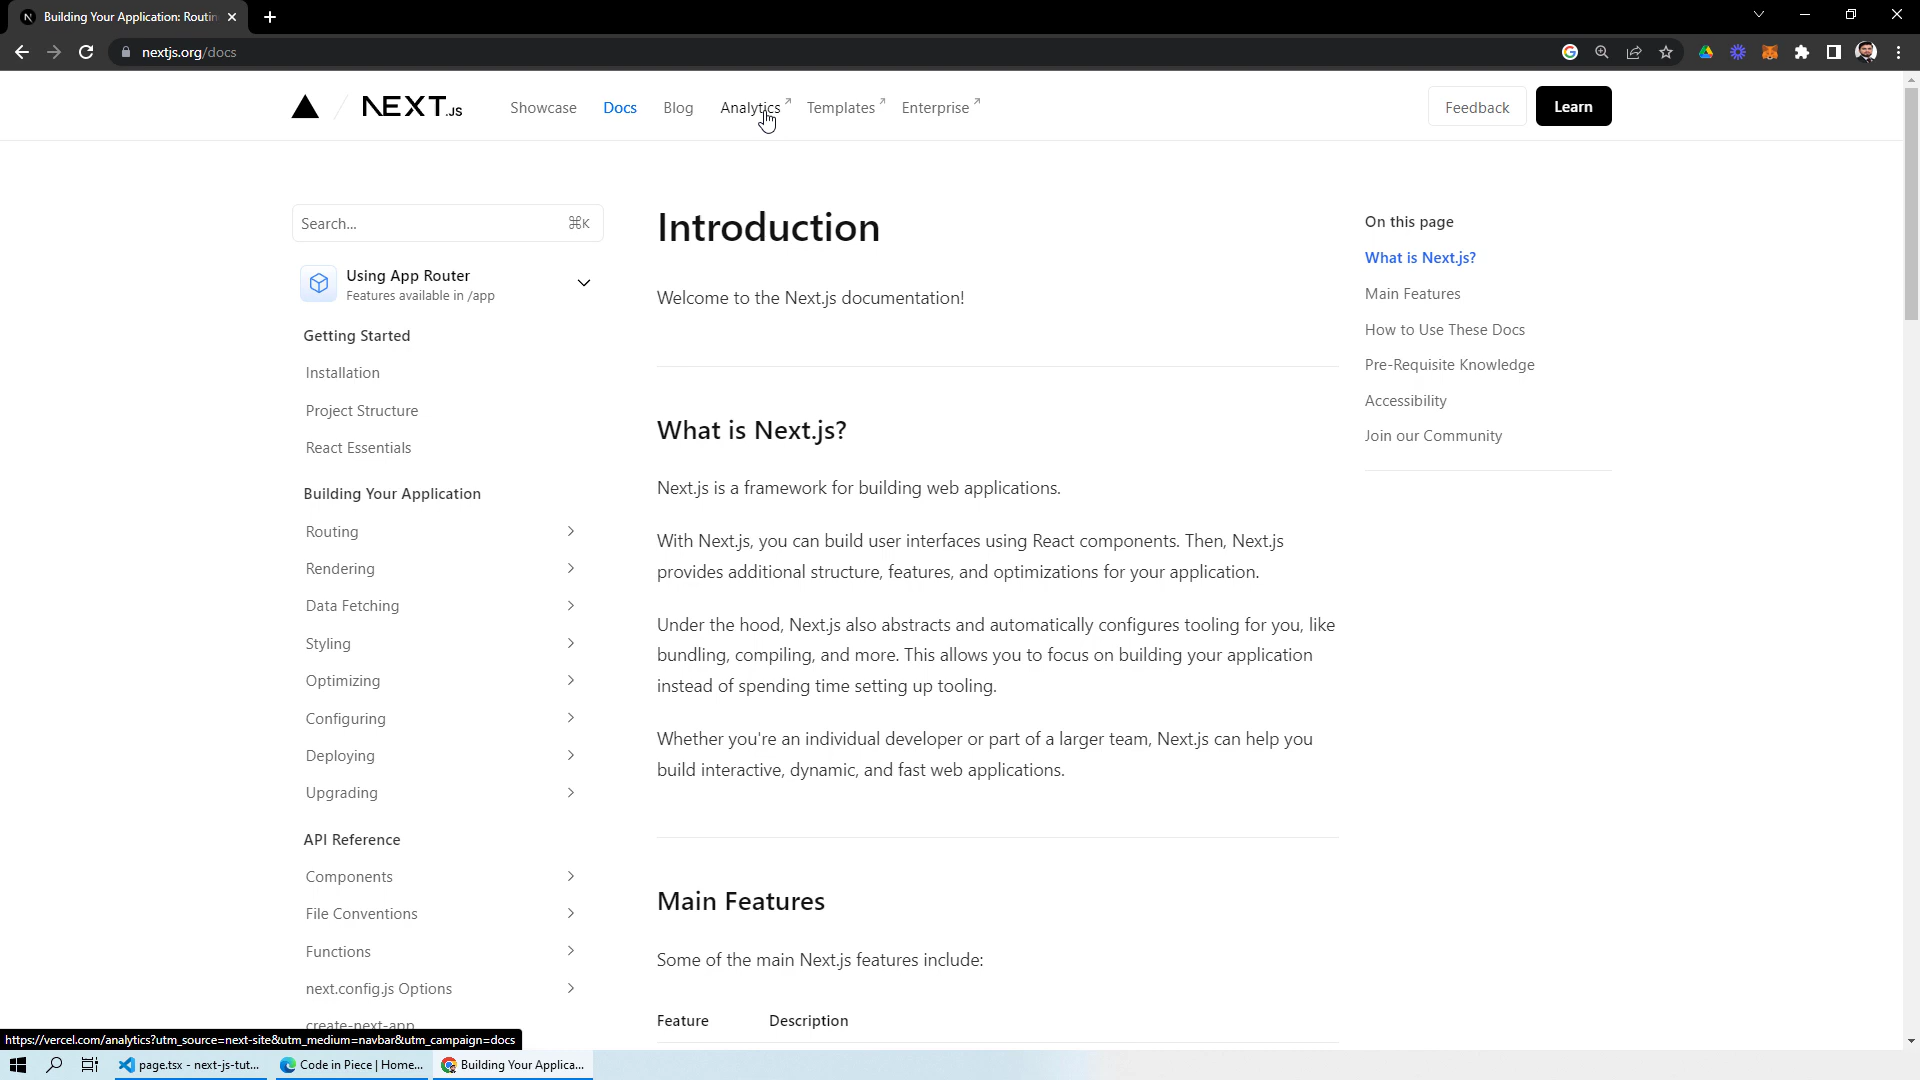 Building Your Application: Routin
nextjs.org/docs
NEXT.JS
Showcase
Docs
Blog
Analytics
Templates
Enterprise
Feedback
Learn
Search...
⌘K
Using App Router
Features available in /app
Getting Started
Installation
Project Structure
React Essentials
Building Your Application
Routing
Rendering
Data Fetching
Styling
Optimizing
Configuring
Deploying
Upgrading
API Reference
Components
File Conventions
Functions
next.config.js Options
create-next-app
Introduction
Welcome to the Next.js documentation!
What is Next.js?
Next.js is a framework for building web applications.
With Next.js, you can build user interfaces using React components. Then, Next.js
provides additional structure, features, and optimizations for your application.
Under the hood, Next.js also abstracts and automatically configures tooling for you, like
bundling, compiling, and more. This allows you to focus on building your application
instead of spending time setting up tooling.
Whether you're an individual developer or part of a larger team, Next.js can help you
build interactive, dynamic, and fast web applications.
Main Features
Some of the main Next.js features include:
Feature
Description
On this page
What is Next.js?
Main Features
How to Use These Docs
Pre-Requisite Knowledge
Accessibility
Join our Community
https://vercel.com/analytics?utm_source=next-site&utm_medium=navbar&utm_campaign=docs
page.tsx - next-js-tut...
Code in Piece | Home...
Building Your Applica...